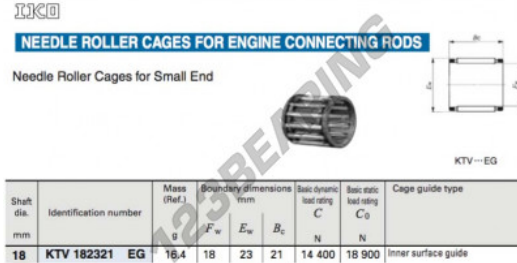 IKO
NEEDLE ROLLER CAGES FOR ENGINE CONNECTING RODS
Needle Roller Cages for Small End
Bc
Ew
KTV…EG
123BEARING
Shaft dia. mm
Identification number
Mass (Ref.) g
Boundary dimensions mm
Fw Ew Bc
Basic dynamic load rating C N
Basic static load rating C0 N
Cage guide type
18 KTV 182321 EG 16.4 18 23 21 14 400 18 900 Inner surface guide